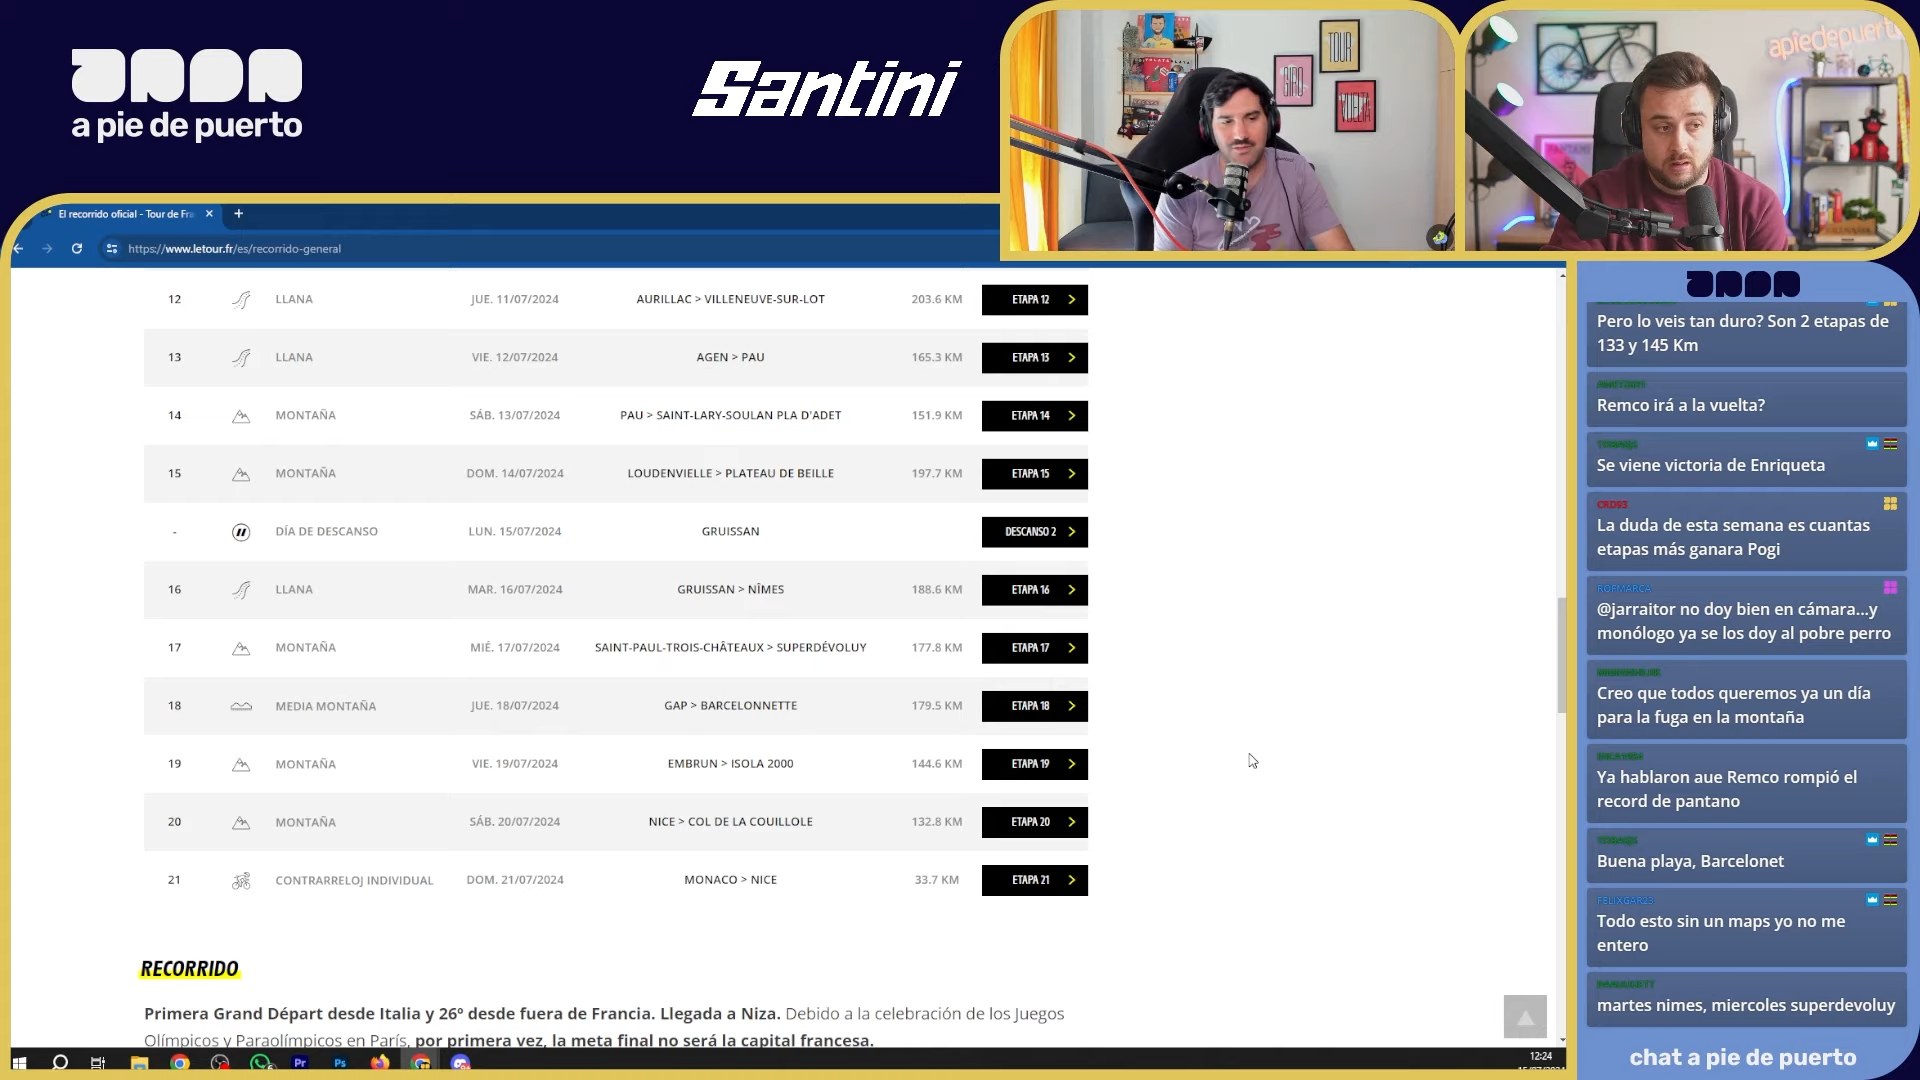 a pie de puerto
Santini
TOUR
GIRO
VUELTA
apiedepuerto
El recorrido oficial - Tour de Fra
https://www.letour.fr/es/recorrido-general
12 LLANA JUE. 11/07/2024 AURILLAC > VILLENEUVE-SUR-LOT 203.6 KM ETAPA 12
13 LLANA VIE. 12/07/2024 AGEN > PAU 165.3 KM ETAPA 13
14 MONTAÑA SÁB. 13/07/2024 PAU > SAINT-LARY-SOULAN PLA D'ADET 151.9 KM ETAPA 14
15 MONTAÑA DOM. 14/07/2024 LOUDENVIELLE > PLATEAU DE BEILLE 197.7 KM ETAPA 15
- DÍA DE DESCANSO LUN. 15/07/2024 GRUISSAN DESCANSO 2
16 LLANA MAR. 16/07/2024 GRUISSAN > NÎMES 188.6 KM ETAPA 16
17 MONTAÑA MIÉ. 17/07/2024 SAINT-PAUL-TROIS-CHÂTEAUX > SUPERDÉVOLUY 177.8 KM ETAPA 17
18 MEDIA MONTAÑA JUE. 18/07/2024 GAP > BARCELONNETTE 179.5 KM ETAPA 18
19 MONTAÑA VIE. 19/07/2024 EMBRUN > ISOLA 2000 144.6 KM ETAPA 19
20 MONTAÑA SÁB. 20/07/2024 NICE > COL DE LA COUILLOLE 132.8 KM ETAPA 20
21 CONTRARRELOJ INDIVIDUAL DOM. 21/07/2024 MONACO > NICE 33.7 KM ETAPA 21
RECORRIDO
Primera Grand Départ desde Italia y 26º desde fuera de Francia. Llegada a Niza. Debido a la celebración de los Juegos
Olímpicos y Paraolímpicos en París, por primera vez, la meta final no será la capital francesa.
Pr
Ps
12:24
Pero lo veis tan duro? Son 2 etapas de
133 y 145 Km
Remco irá a la vuelta?
Se viene victoria de Enriqueta
CKD93
La duda de esta semana es cuantas
etapas más ganara Pogi
ROFMARCA
@jarraitor no doy bien en cámara...y
monólogo ya se los doy al pobre perro
Creo que todos queremos ya un día
para la fuga en la montaña
Ya hablaron aue Remco rompió el
record de pantano
Buena playa, Barcelonet
FELIXGAR23
Todo esto sin un maps yo no me
entero
martes nimes, miercoles superdevoluy
chat a pie de puerto